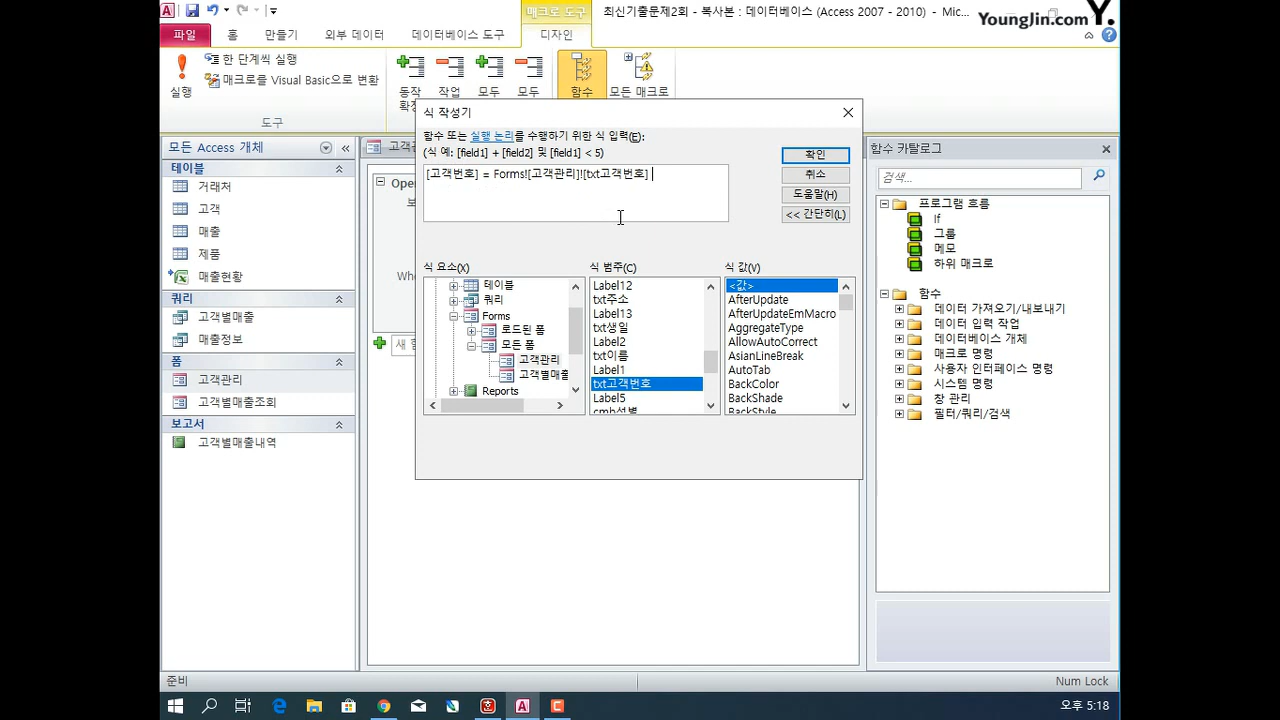 최신기출문제2회 - 복사본 : 데이터베이스 (Access 2007 - 2010) - Mic...
매크로 도구
YoungJin.com Y.
파일 홈 만들기 외부 데이터 데이터베이스 도구 디자인
실행
한 단계씩 실행
매크로를 Visual Basic으로 변환
도구
동작 작업 모두 모두 함수 모든 매크로
확장
모든 Access 개체
테이블
거래처
고객
매출
제품
매출현황
쿼리
고객별매출
매출정보
폼
고객관리
고객별매출조회
보고서
고객별매출내역
Open
Whe
식 작성기
함수 또는 실행 논리를 수행하기 위한 식 입력(E):
(식 예: [field1] + [field2] 및 [field1] < 5)
[고객번호] = Forms![고객관리]![txt고객번호]
확인
취소
도움말(H)
<< 간단히(L)
식 요소(X)
테이블
쿼리
Forms
로드된 폼
모든 폼
고객관리
고객별매출
Reports
식 범주(C)
Label12
txt주소
Label13
txt생일
Label2
txt이름
Label1
txt고객번호
Label5
cmb성별
식 값(V)
<값>
AfterUpdate
AfterUpdateEmMacro
AggregateType
AllowAutoCorrect
AsianLineBreak
AutoTab
BackColor
BackShade
BackStyle
함수 카탈로그
검색...
프로그램 흐름
If
그룹
메모
하위 매크로
함수
데이터 가져오기/내보내기
데이터 입력 작업
데이터베이스 개체
매크로 명령
사용자 인터페이스 명령
시스템 명령
창 관리
필터/쿼리/검색
준비
Num Lock
오후 5:18